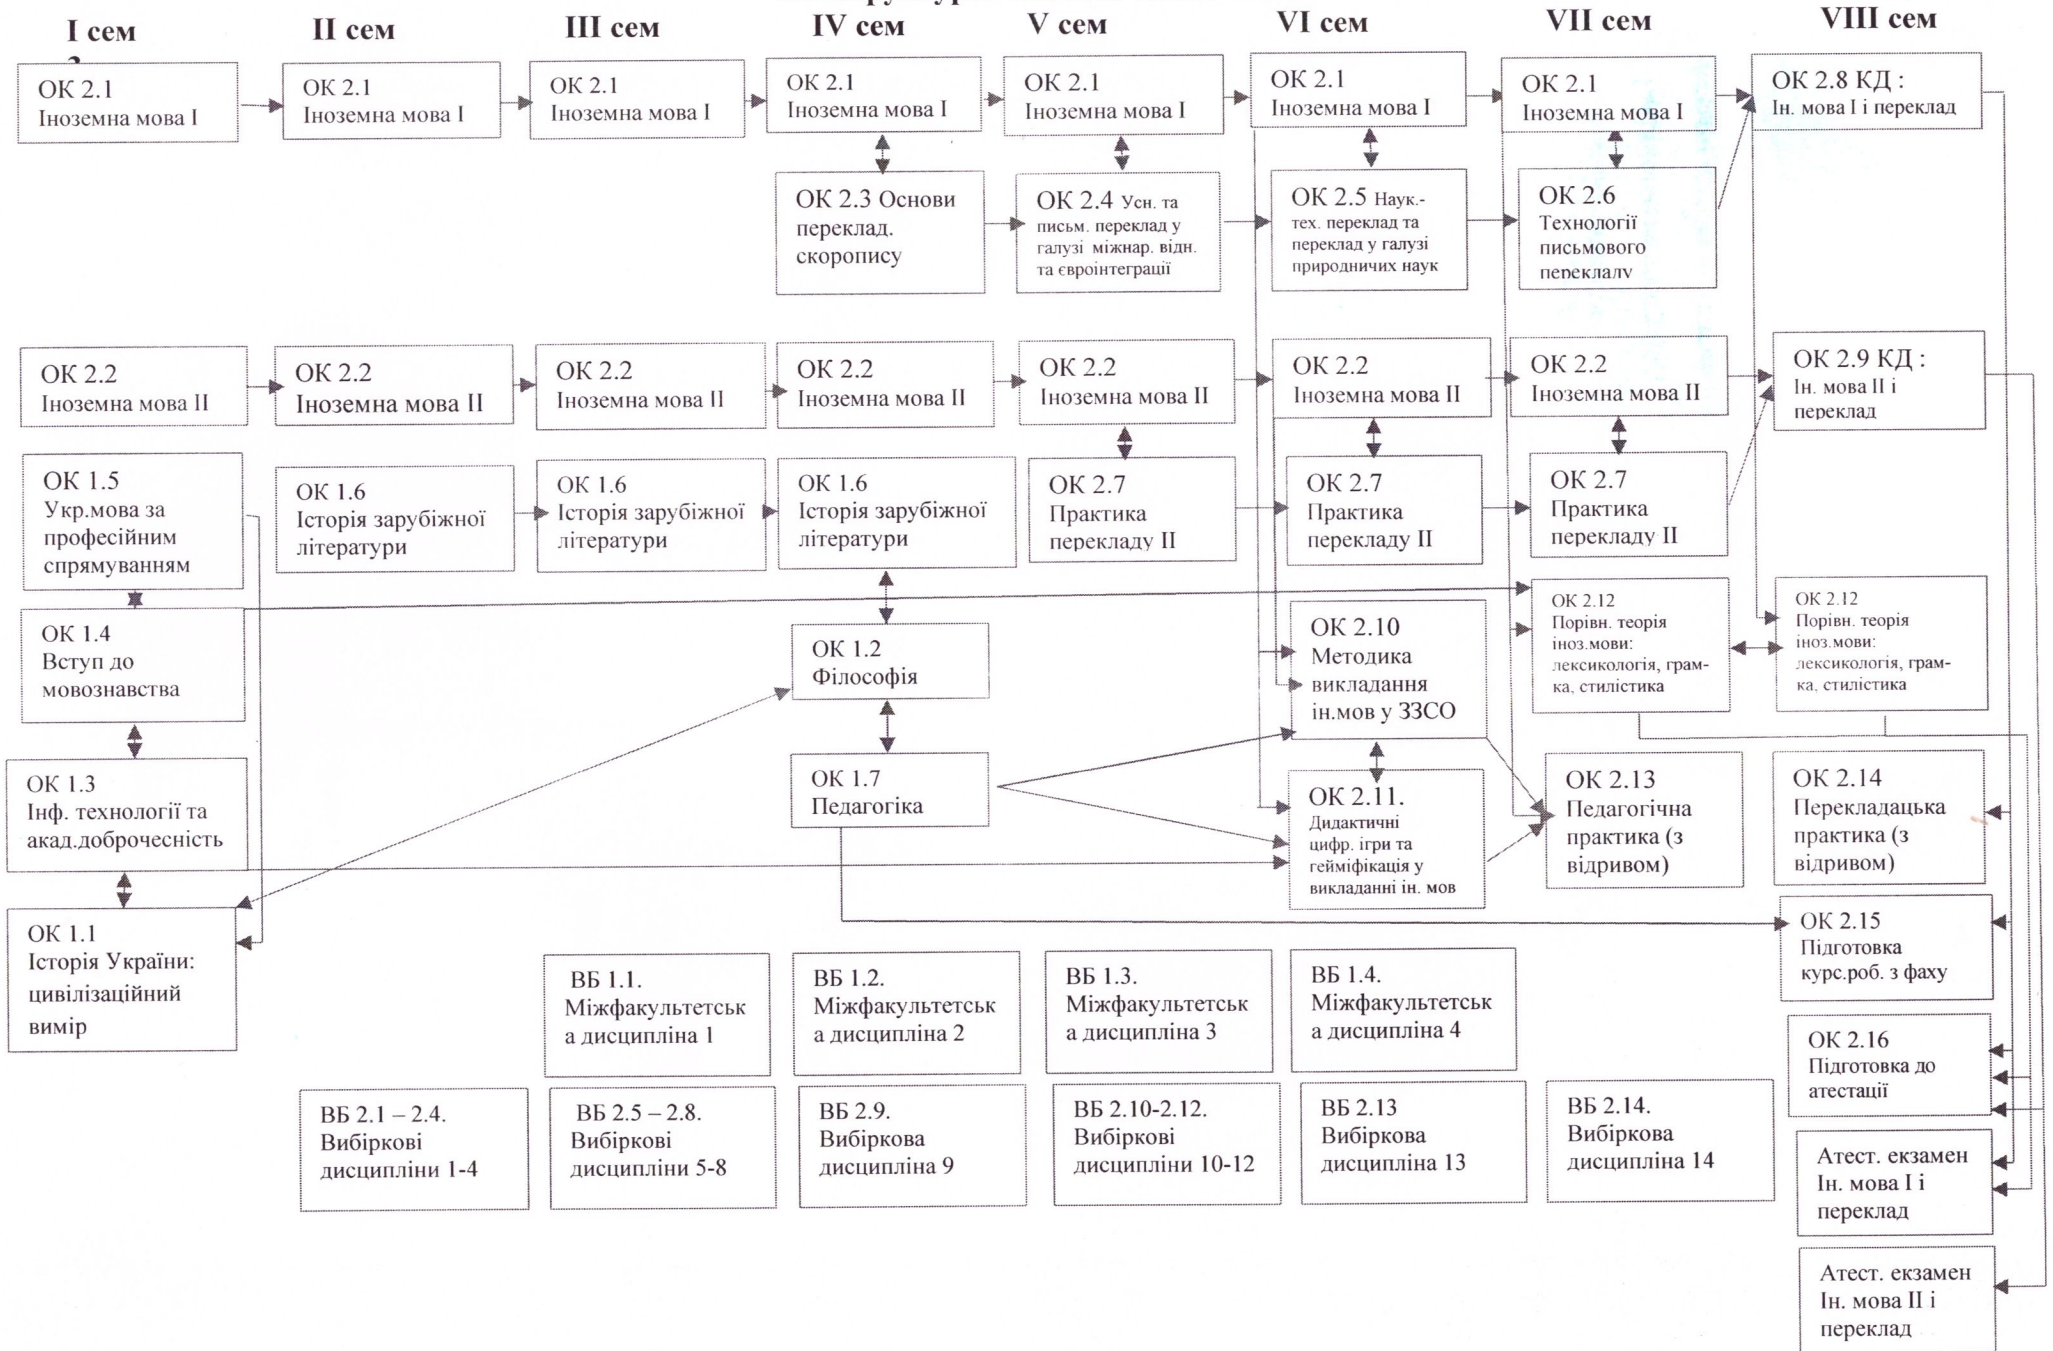 I сем
II сем
III сем
IV сем
V сем
VI сем
VII сем
VIII сем
ОК 2.1
Іноземна мова I
ОК 2.1
Іноземна мова I
ОК 2.1
Іноземна мова I
ОК 2.1
Іноземна мова I
ОК 2.1
Іноземна мова I
ОК 2.1
Іноземна мова I
ОК 2.1
Іноземна мова I
ОК 2.8 КД :
Ін. мова I і переклад
ОК 2.3 Основи
переклад.
скоропису
ОК 2.4 Усн. та
письм. переклад у
галузі міжнар. відн.
та євроінтеграції
ОК 2.5 Наук.-
тех. переклад та
переклад у галузі
природничих наук
ОК 2.6
Технології
письмового
перекладу
ОК 2.2
Іноземна мова II
ОК 2.2
Іноземна мова II
ОК 2.2
Іноземна мова II
ОК 2.2
Іноземна мова II
ОК 2.2
Іноземна мова II
ОК 2.2
Іноземна мова II
ОК 2.2
Іноземна мова II
ОК 2.9 КД :
Ін. мова II і
переклад
ОК 1.5
Укр.мова за
професійним
спрямуванням
ОК 1.6
Історія зарубіжної
літератури
ОК 1.6
Історія зарубіжної
літератури
ОК 1.6
Історія зарубіжної
літератури
ОК 2.7
Практика
перекладу II
ОК 2.7
Практика
перекладу II
ОК 2.7
Практика
перекладу II
ОК 1.4
Вступ до
мовознавства
ОК 1.2
Філософія
ОК 2.10
Методика
викладання
ін.мов у ЗЗСО
ОК 2.12
Порівн. теорія
іноз.мови:
лексикологія, грам-
ка, стилістика
ОК 2.12
Порівн. теорія
іноз.мови:
лексикологія, грам-
ка, стилістика
ОК 1.3
Інф. технології та
акад.доброчесність
ОК 1.7
Педагогіка
ОК 2.11.
Дидактичні
цифр. ігри та
гейміфікація у
викладанні ін. мов
ОК 2.13
Педагогічна
практика (з
відривом)
ОК 2.14
Перекладацька
практика (з
відривом)
ОК 1.1
Історія України:
цивілізаційний
вимір
ОК 2.15
Підготовка
курс.роб. з фаху
ВБ 1.1.
Міжфакультетськ
а дисципліна 1
ВБ 1.2.
Міжфакультетськ
а дисципліна 2
ВБ 1.3.
Міжфакультетськ
а дисципліна 3
ВБ 1.4.
Міжфакультетськ
а дисципліна 4
ОК 2.16
Підготовка до
атестації
ВБ 2.1 – 2.4.
Вибіркові
дисципліни 1-4
ВБ 2.5 – 2.8.
Вибіркові
дисципліни 5-8
ВБ 2.9.
Вибіркова
дисципліна 9
ВБ 2.10-2.12.
Вибіркові
дисципліни 10-12
ВБ 2.13
Вибіркова
дисципліна 13
ВБ 2.14.
Вибіркова
дисципліна 14
Атест. екзамен
Ін. мова I і
переклад
Атест. екзамен
Ін. мова II і
переклад